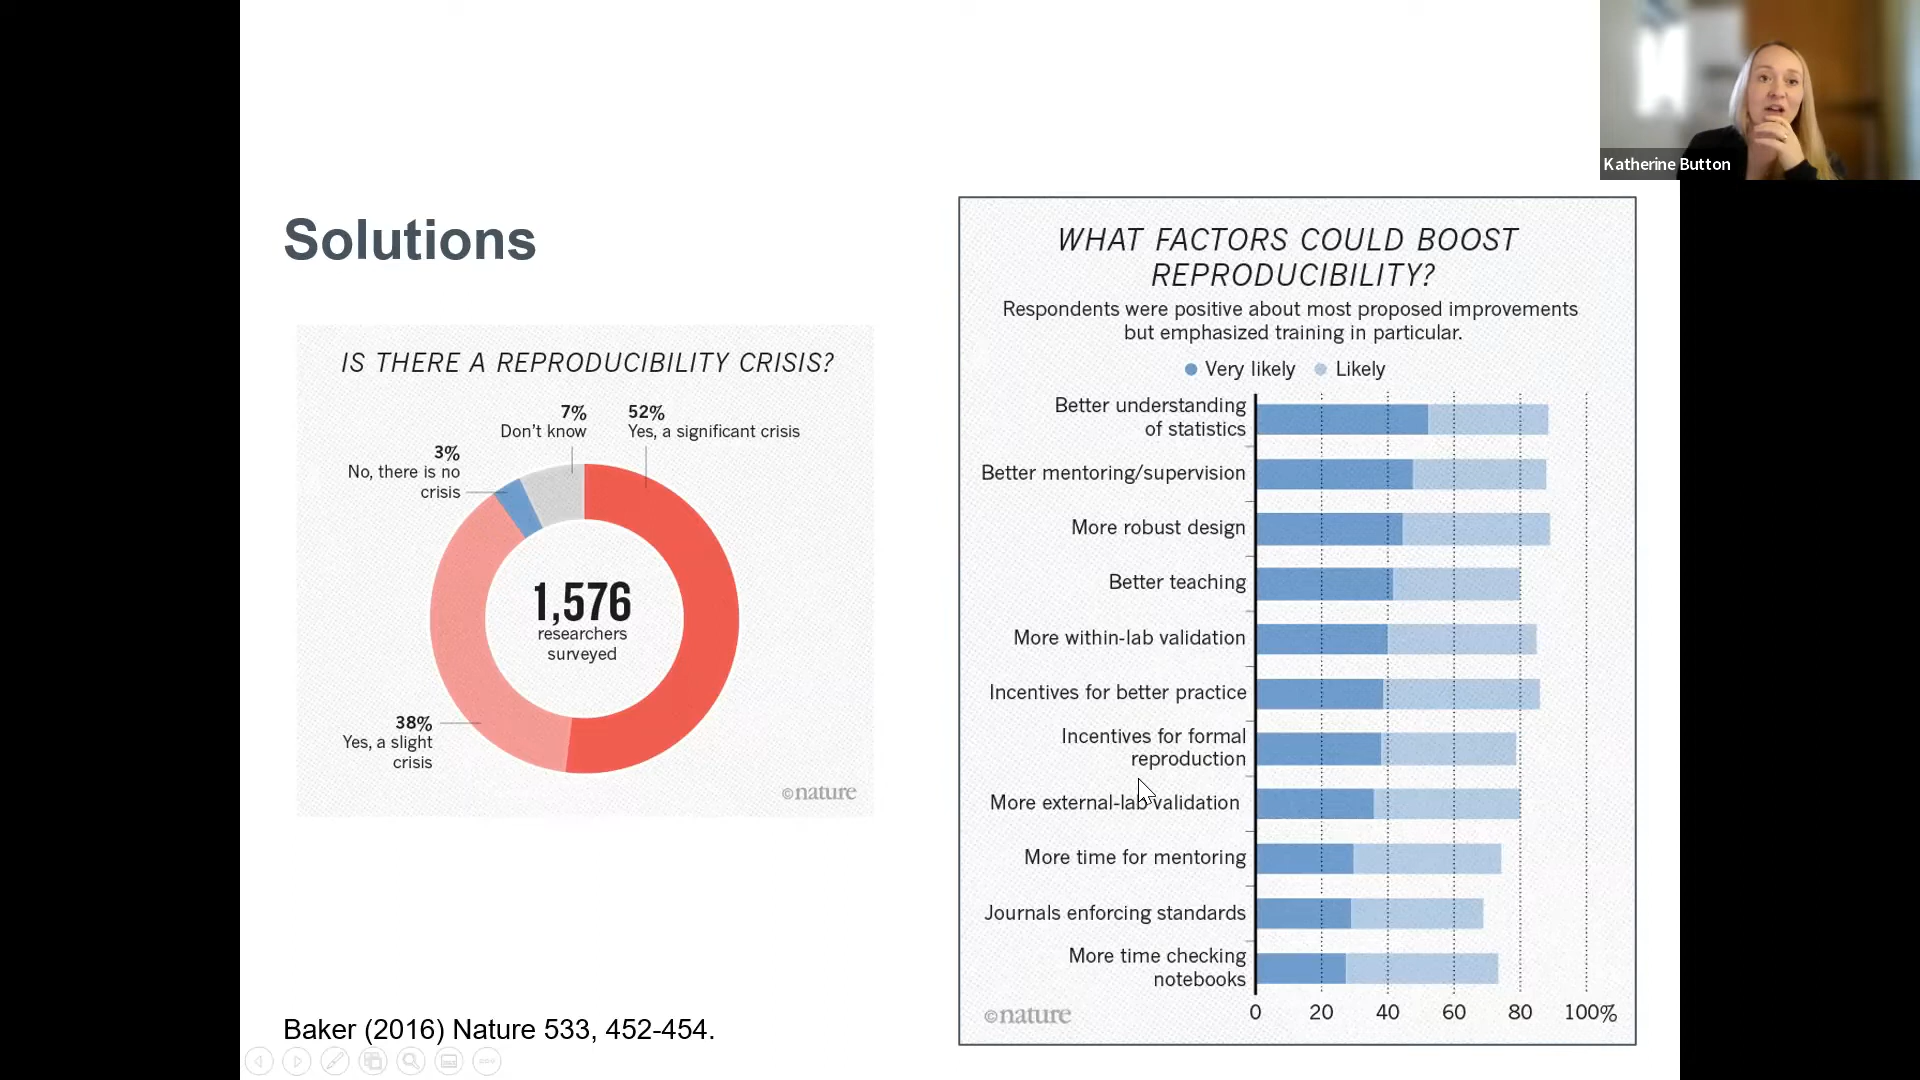 Katherine Button
Solutions
IS THERE A REPRODUCIBILITY CRISIS?
7%
Don't know
52%
Yes, a significant crisis
3%
No, there is no
crisis
1,576
researchers
surveyed
38%
Yes, a slight
crisis
©nature
Baker (2016) Nature 533, 452-454.
WHAT FACTORS COULD BOOST
REPRODUCIBILITY?
Respondents were positive about most proposed improvements
but emphasized training in particular.
Very likely
Likely
Better understanding
of statistics
Better mentoring/supervision
More robust design
Better teaching
More within-lab validation
Incentives for better practice
Incentives for formal
reproduction
More external-lab validation
More time for mentoring
Journals enforcing standards
More time checking
notebooks
0 20 40 60 80 100%
©nature